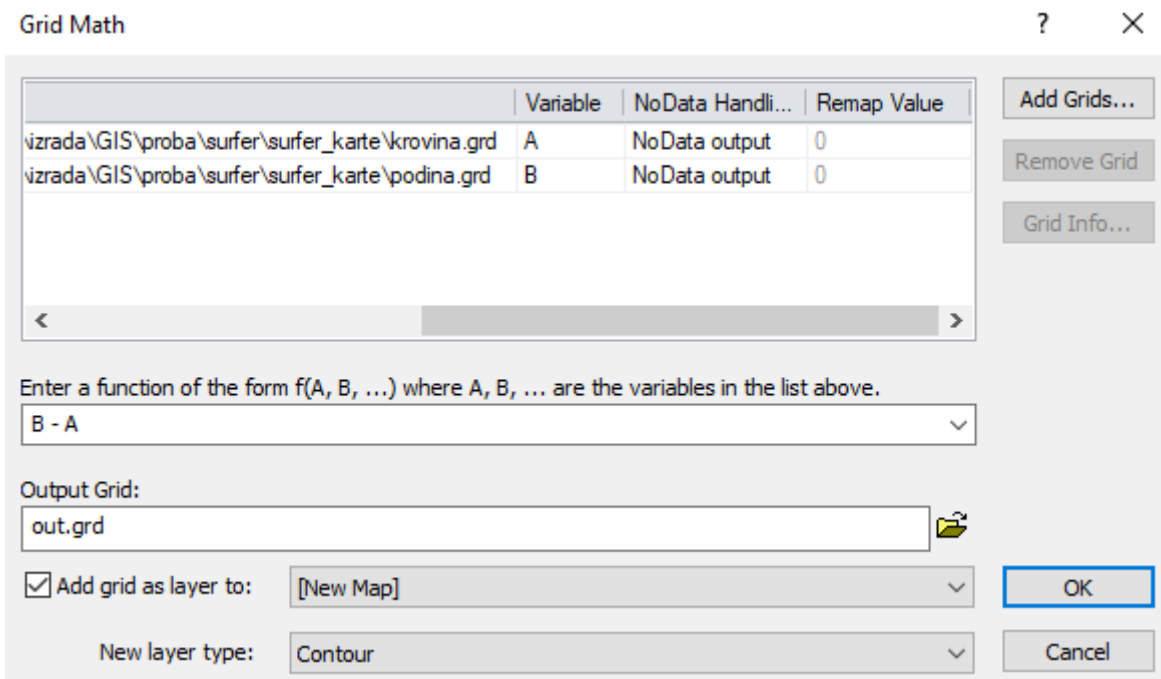 Grid Math
Variable NoData Handli... Remap Value
\izrada\GIS\proba\surfer\surfer_karte\krovina.grd A NoData output 0
\izrada\GIS\proba\surfer\surfer_karte\podina.grd B NoData output 0
Add Grids...
Remove Grid
Grid Info...
Enter a function of the form f(A, B, ...) where A, B, ... are the variables in the list above.
B - A
Output Grid:
out.grd
Add grid as layer to: [New Map]
OK
New layer type: Contour
Cancel